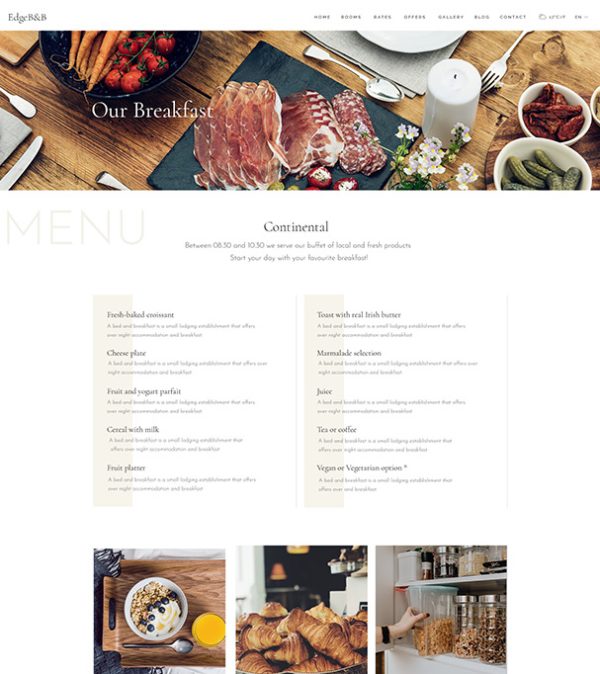 EdgeB&B
HOME ROOMS RATES OFFERS GALLERY BLOG CONTACT EN
Our Breakfast
MENU
Continental
Between 08:30 and 10:30 we serve our buffet of local and fresh products
Start your day with your favourite breakfast!
Fresh-baked croissant
A bed and breakfast is a small lodging establishment that offers
over night accommodation and breakfast
Cheese plate
A bed and breakfast is a small lodging establishment that offers over
night accommodation and breakfast
Fruit and yogurt parfait
A bed and breakfast is a small lodging establishment that offers
over night accommodation and breakfast
Cereal with milk
A bed and breakfast is a small lodging establishment that
offers over night accommodation and breakfast
Fruit platter
A bed and breakfast is a small lodging establishment that offers
over night accommodation and breakfast
Toast with real Irish butter
A bed and breakfast is a small lodging establishment that offers
over night accommodation and breakfast
Marmalade selection
A bed and breakfast is a small lodging establishment that offers over
night accommodation and breakfast
Juice
A bed and breakfast is a small lodging establishment that offers
over night accommodation and breakfast
Tea or coffee
A bed and breakfast is a small lodging establishment that
offers over night accommodation and breakfast
Vegan or Vegetarian option *
A bed and breakfast is a small lodging establishment that
offers over and breakfast